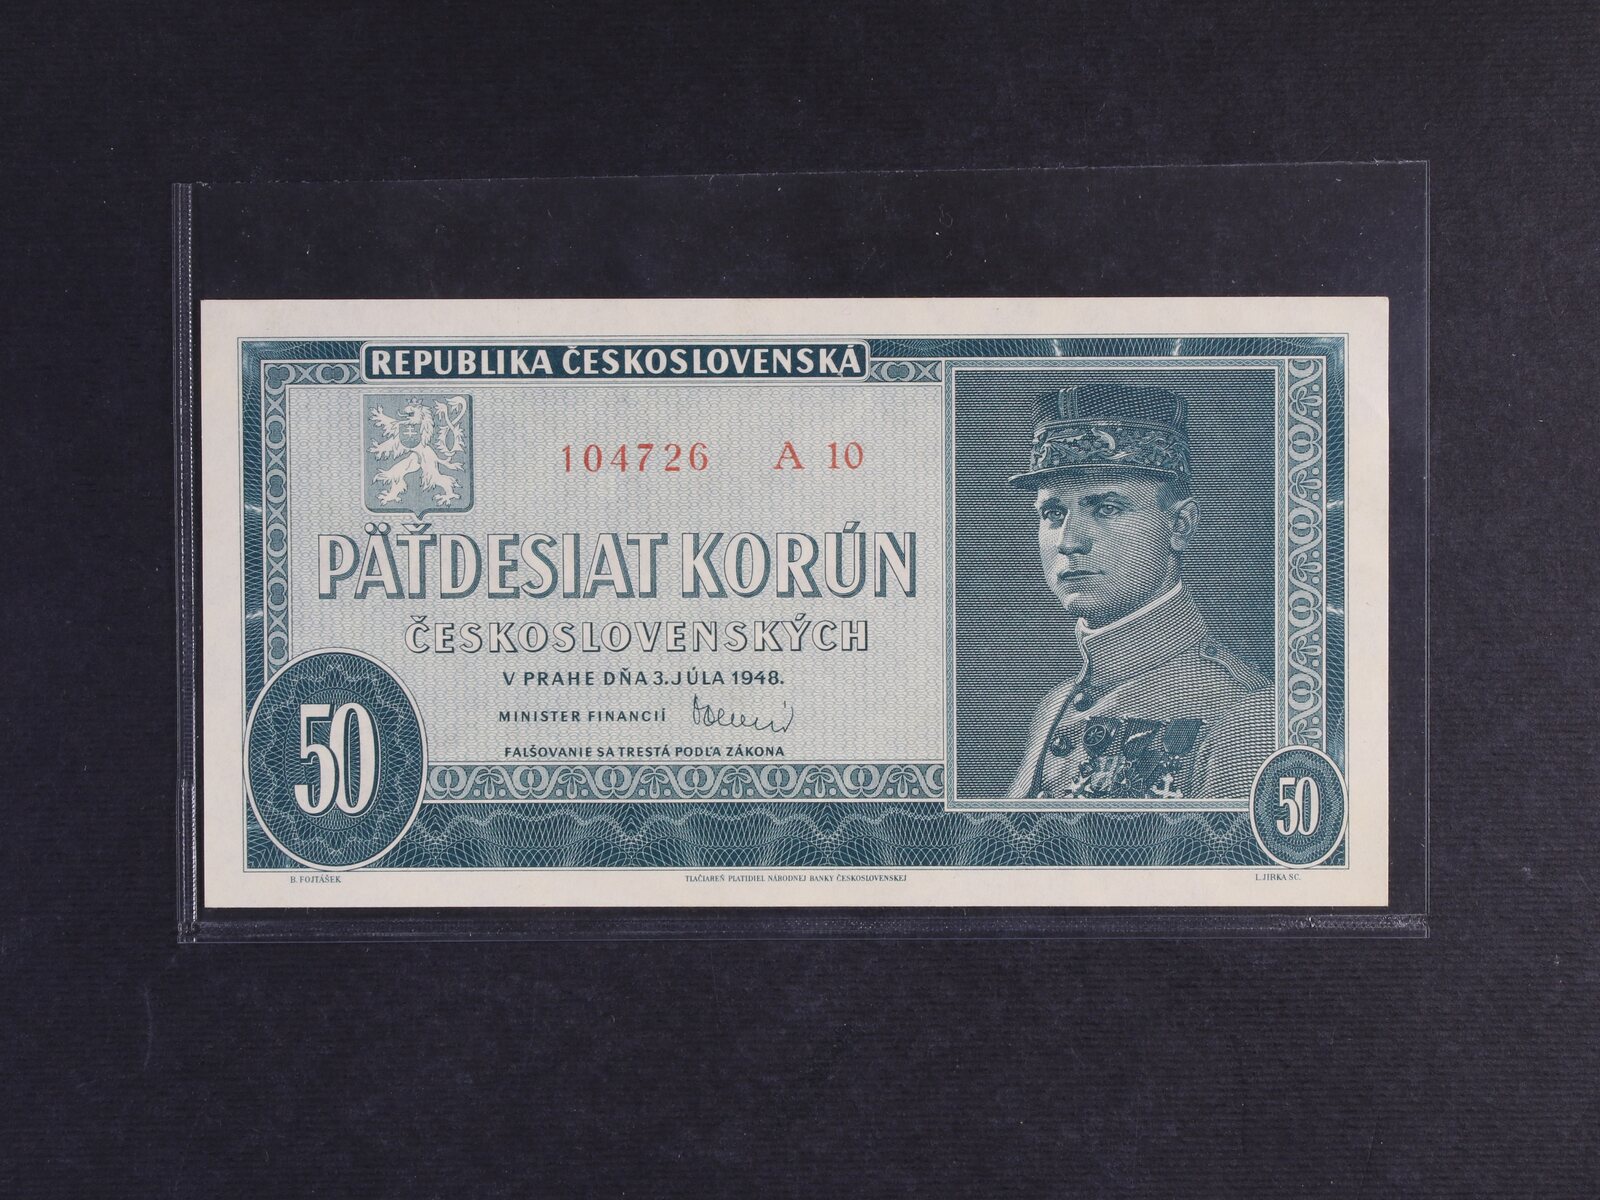 REPUBLIKA ČESKOSLOVENSKÁ
104726 A 10
PÄŤDESIAT KORÚN
ČESKOSLOVENSKÝCH
V PRAHE DŇA 3. JÚLA 1948.
MINISTER FINANCIÍ
FALŠOVANIE SA TRESTÁ PODĽA ZÁKONA
50
50
B. FOJTÁŠEK
TLAČIAREŇ PLATIDIEL NÁRODNEJ BANKY ČESKOSLOVENSKEJ
L. JIRKA SC.